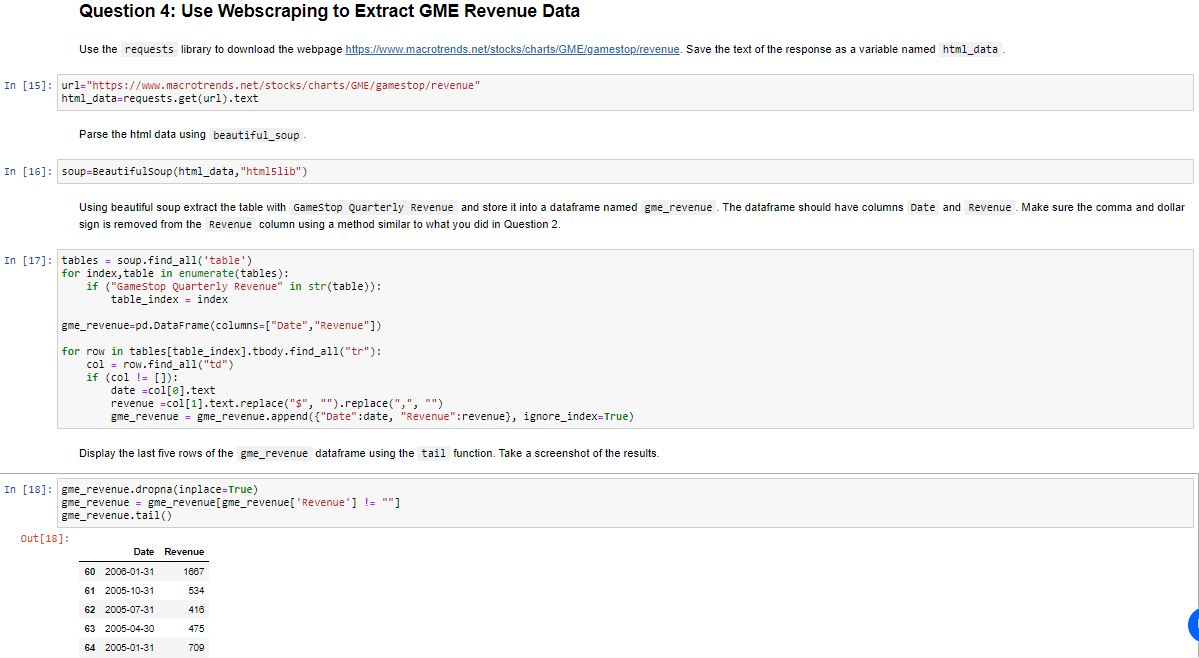 Question 4: Use Webscraping to Extract GME Revenue Data
Use the requests library to download the webpage https://www.macrotrends.net/stocks/charts/GME/gamestop/revenue. Save the text of the response as a variable named html_data.
In [15]: url="https://www.macrotrends.net/stocks/charts/GME/gamestop/revenue"
html_data=requests.get(url).text
Parse the html data using beautiful_soup.
In [16]: soup=BeautifulSoup(html_data,"html5lib")
Using beautiful soup extract the table with GameStop Quarterly Revenue and store it into a dataframe named gme_revenue. The dataframe should have columns Date and Revenue. Make sure the comma and dollar
sign is removed from the Revenue column using a method similar to what you did in Question 2.
In [17]: tables = soup.find_all('table')
for index,table in enumerate(tables):
    if ("GameStop Quarterly Revenue" in str(table)):
        table_index = index
gme_revenue=pd.DataFrame(columns=["Date","Revenue"])
for row in tables[table_index].tbody.find_all("tr"):
    col = row.find_all("td")
    if (col != []):
        date =col[0].text
        revenue =col[1].text.replace("$", "").replace(",", "")
        gme_revenue = gme_revenue.append({"Date":date, "Revenue":revenue}, ignore_index=True)
Display the last five rows of the gme_revenue dataframe using the tail function. Take a screenshot of the results.
In [18]: gme_revenue.dropna(inplace=True)
gme_revenue = gme_revenue[gme_revenue['Revenue'] != ""]
gme_revenue.tail()
Out[18]:
Date Revenue
60 2006-01-31 1667
61 2005-10-31 534
62 2005-07-31 416
63 2005-04-30 475
64 2005-01-31 709